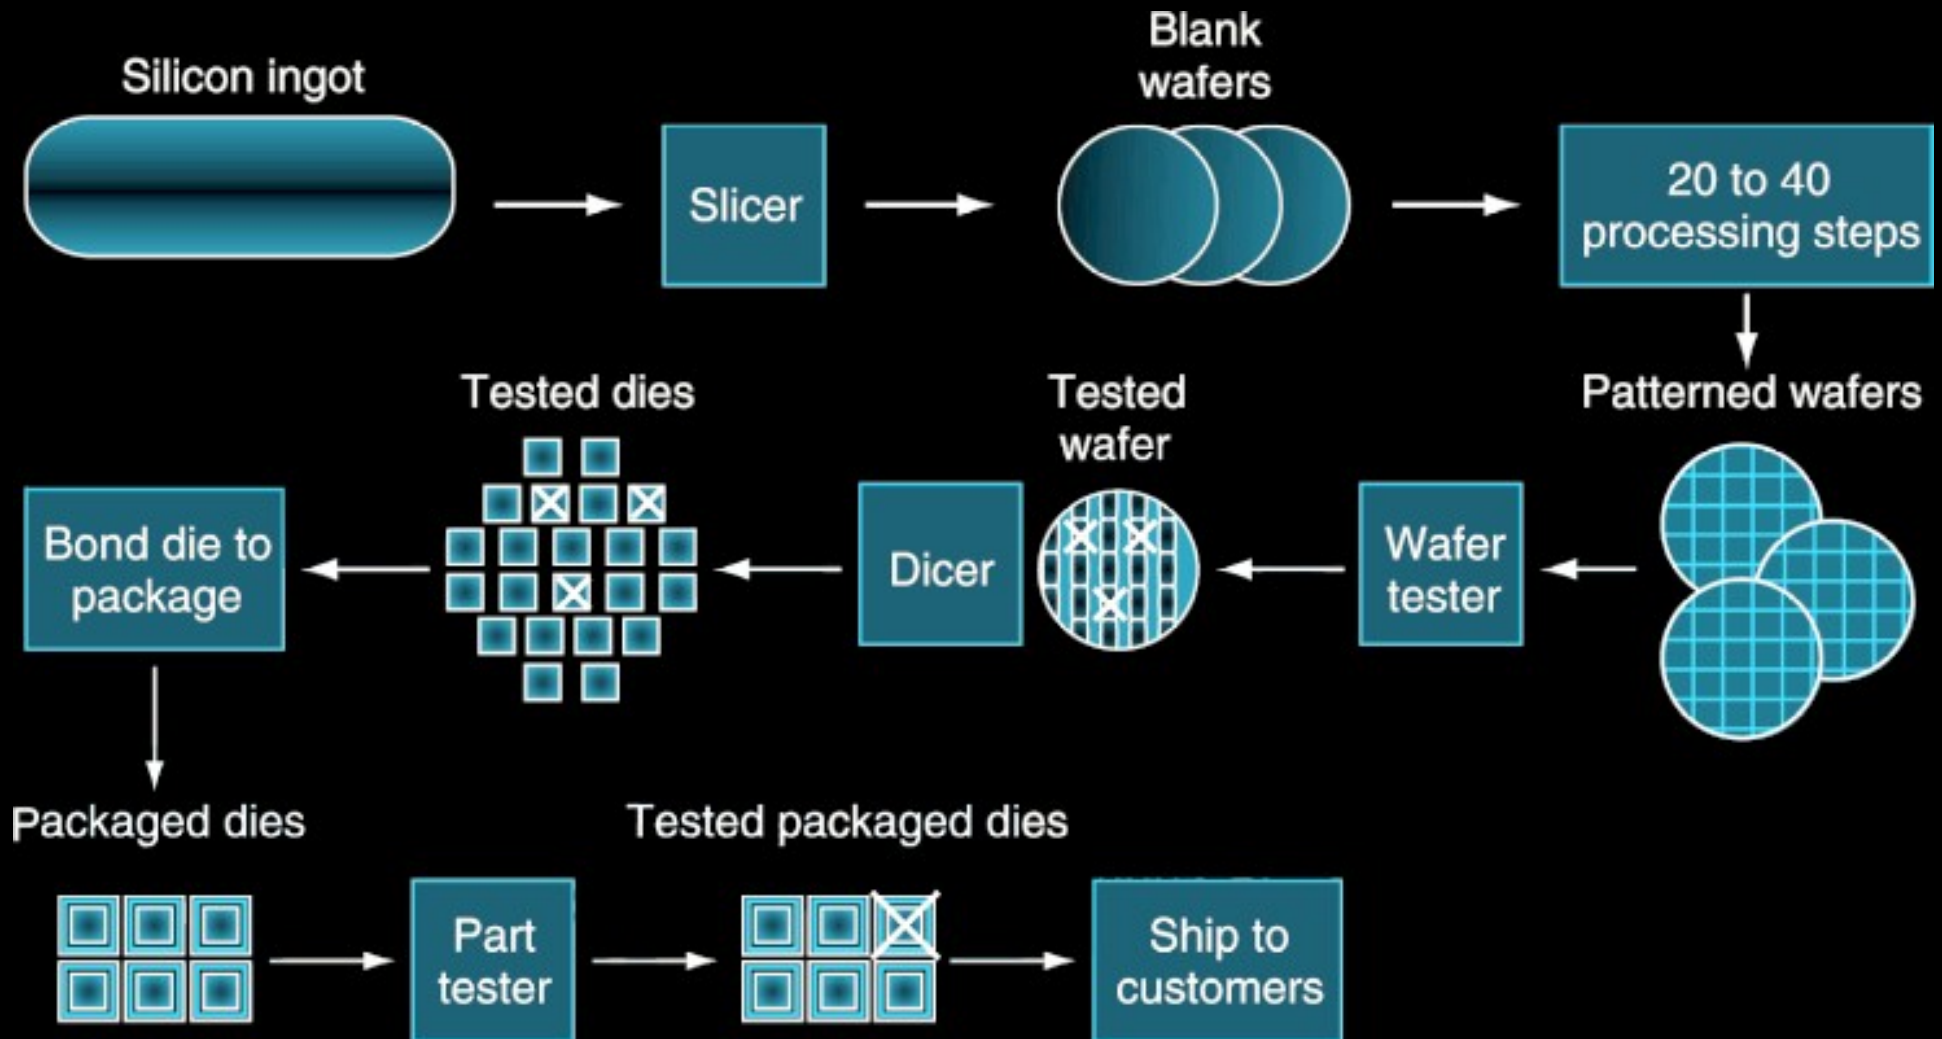 Silicon ingot
Slicer
Blank
wafers
20 to 40
processing steps
Patterned wafers
Wafer
tester
Tested
wafer
Dicer
Tested dies
Bond die to
package
Packaged dies
Part
tester
Tested packaged dies
Ship to
customers